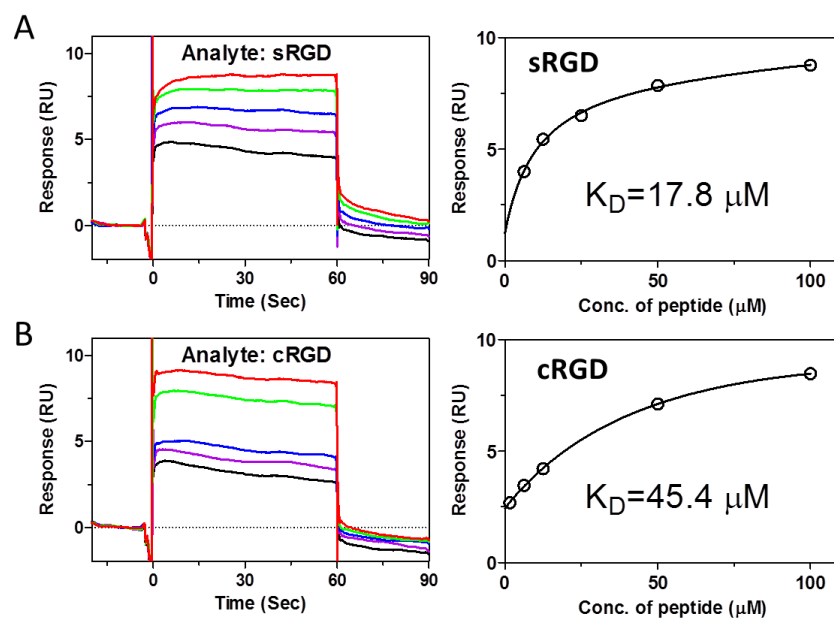 A
Analyte: sRGD
Response (RU)
10
5
0
0
30
60
90
Time (Sec)
sRGD
K_D=17.8 μM
Response (RU)
10
5
0
0
50
100
Conc. of peptide (μM)
B
Analyte: cRGD
Response (RU)
10
5
0
0
30
60
90
Time (Sec)
cRGD
K_D=45.4 μM
Response (RU)
10
5
0
0
50
100
Conc. of peptide (μM)